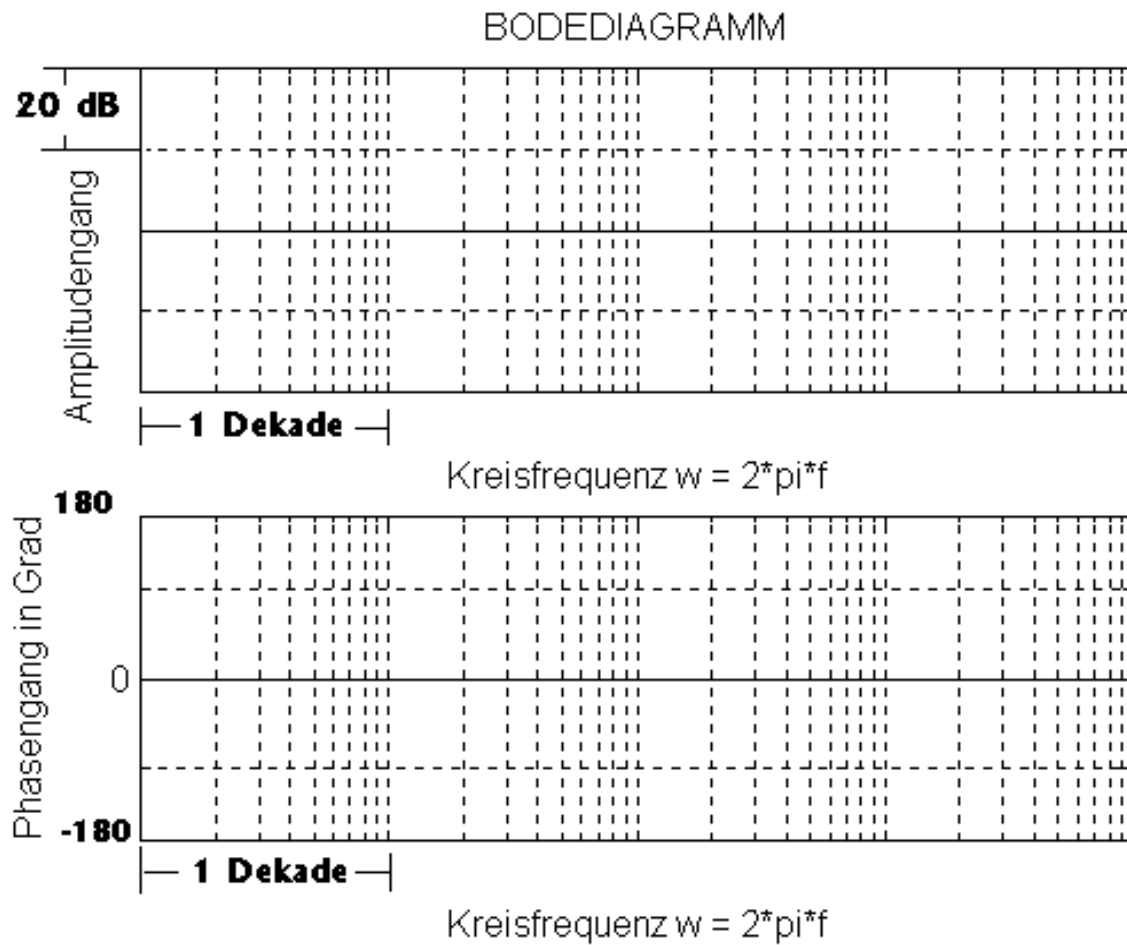 BODEDIAGRAMM
20 dB
Amplitudengang
1 Dekade
Kreisfrequenz w = 2*pi*f
180
Phasengang in Grad
0
-180
1 Dekade
Kreisfrequenz w = 2*pi*f